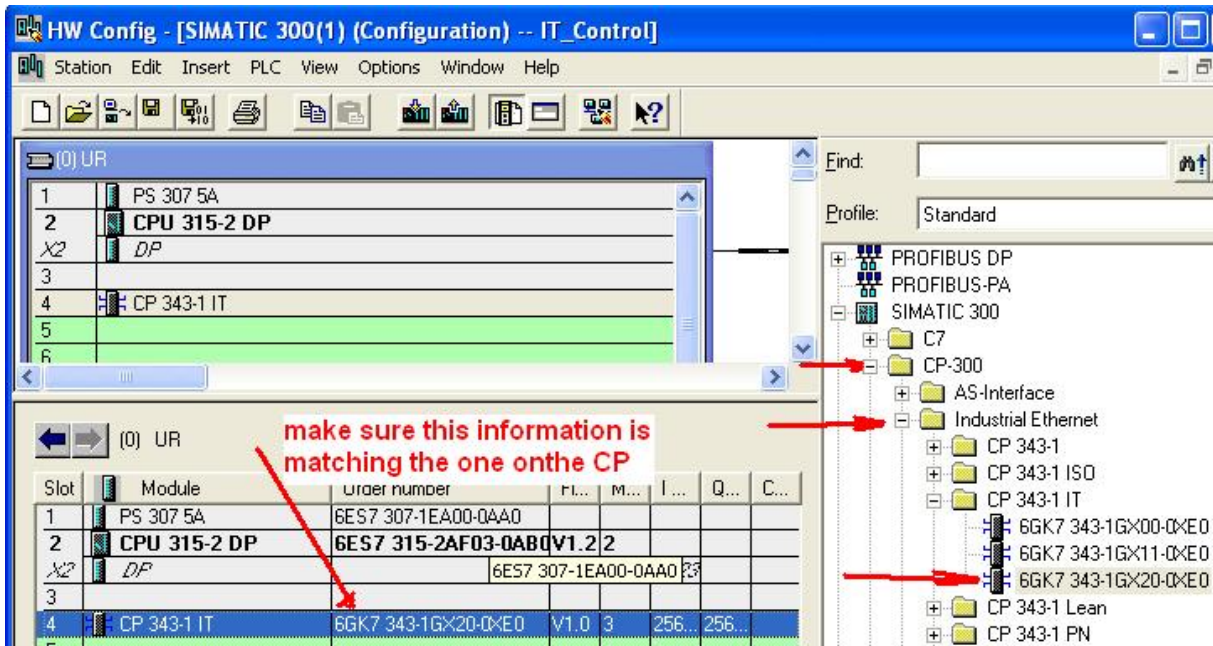 HW Config - [SIMATIC 300(1) (Configuration) -- IT_Control]
Station Edit Insert PLC View Options Window Help
(0) UR
1 PS 307 5A
2 CPU 315-2 DP
X2 DP
3
4 CP 343-1 IT
5
6
Find:
Profile: Standard
PROFIBUS DP
PROFIBUS-PA
SIMATIC 300
C7
CP-300
AS-Interface
Industrial Ethernet
CP 343-1
CP 343-1 ISO
CP 343-1 IT
6GK7 343-1GX00-0XE0
6GK7 343-1GX11-0XE0
6GK7 343-1GX20-0XE0
CP 343-1 Lean
CP 343-1 PN
(0) UR
make sure this information is
matching the one onthe CP
Slot Module Order number Fi... M... I ... Q... C...
1 PS 307 5A 6ES7 307-1EA00-0AA0
2 CPU 315-2 DP 6ES7 315-2AF03-0AB0 V1.2 2
X2 DP 6ES7 307-1EA00-0AA0
3
4 CP 343-1 IT 6GK7 343-1GX20-0XE0 V1.0 3 256... 256...